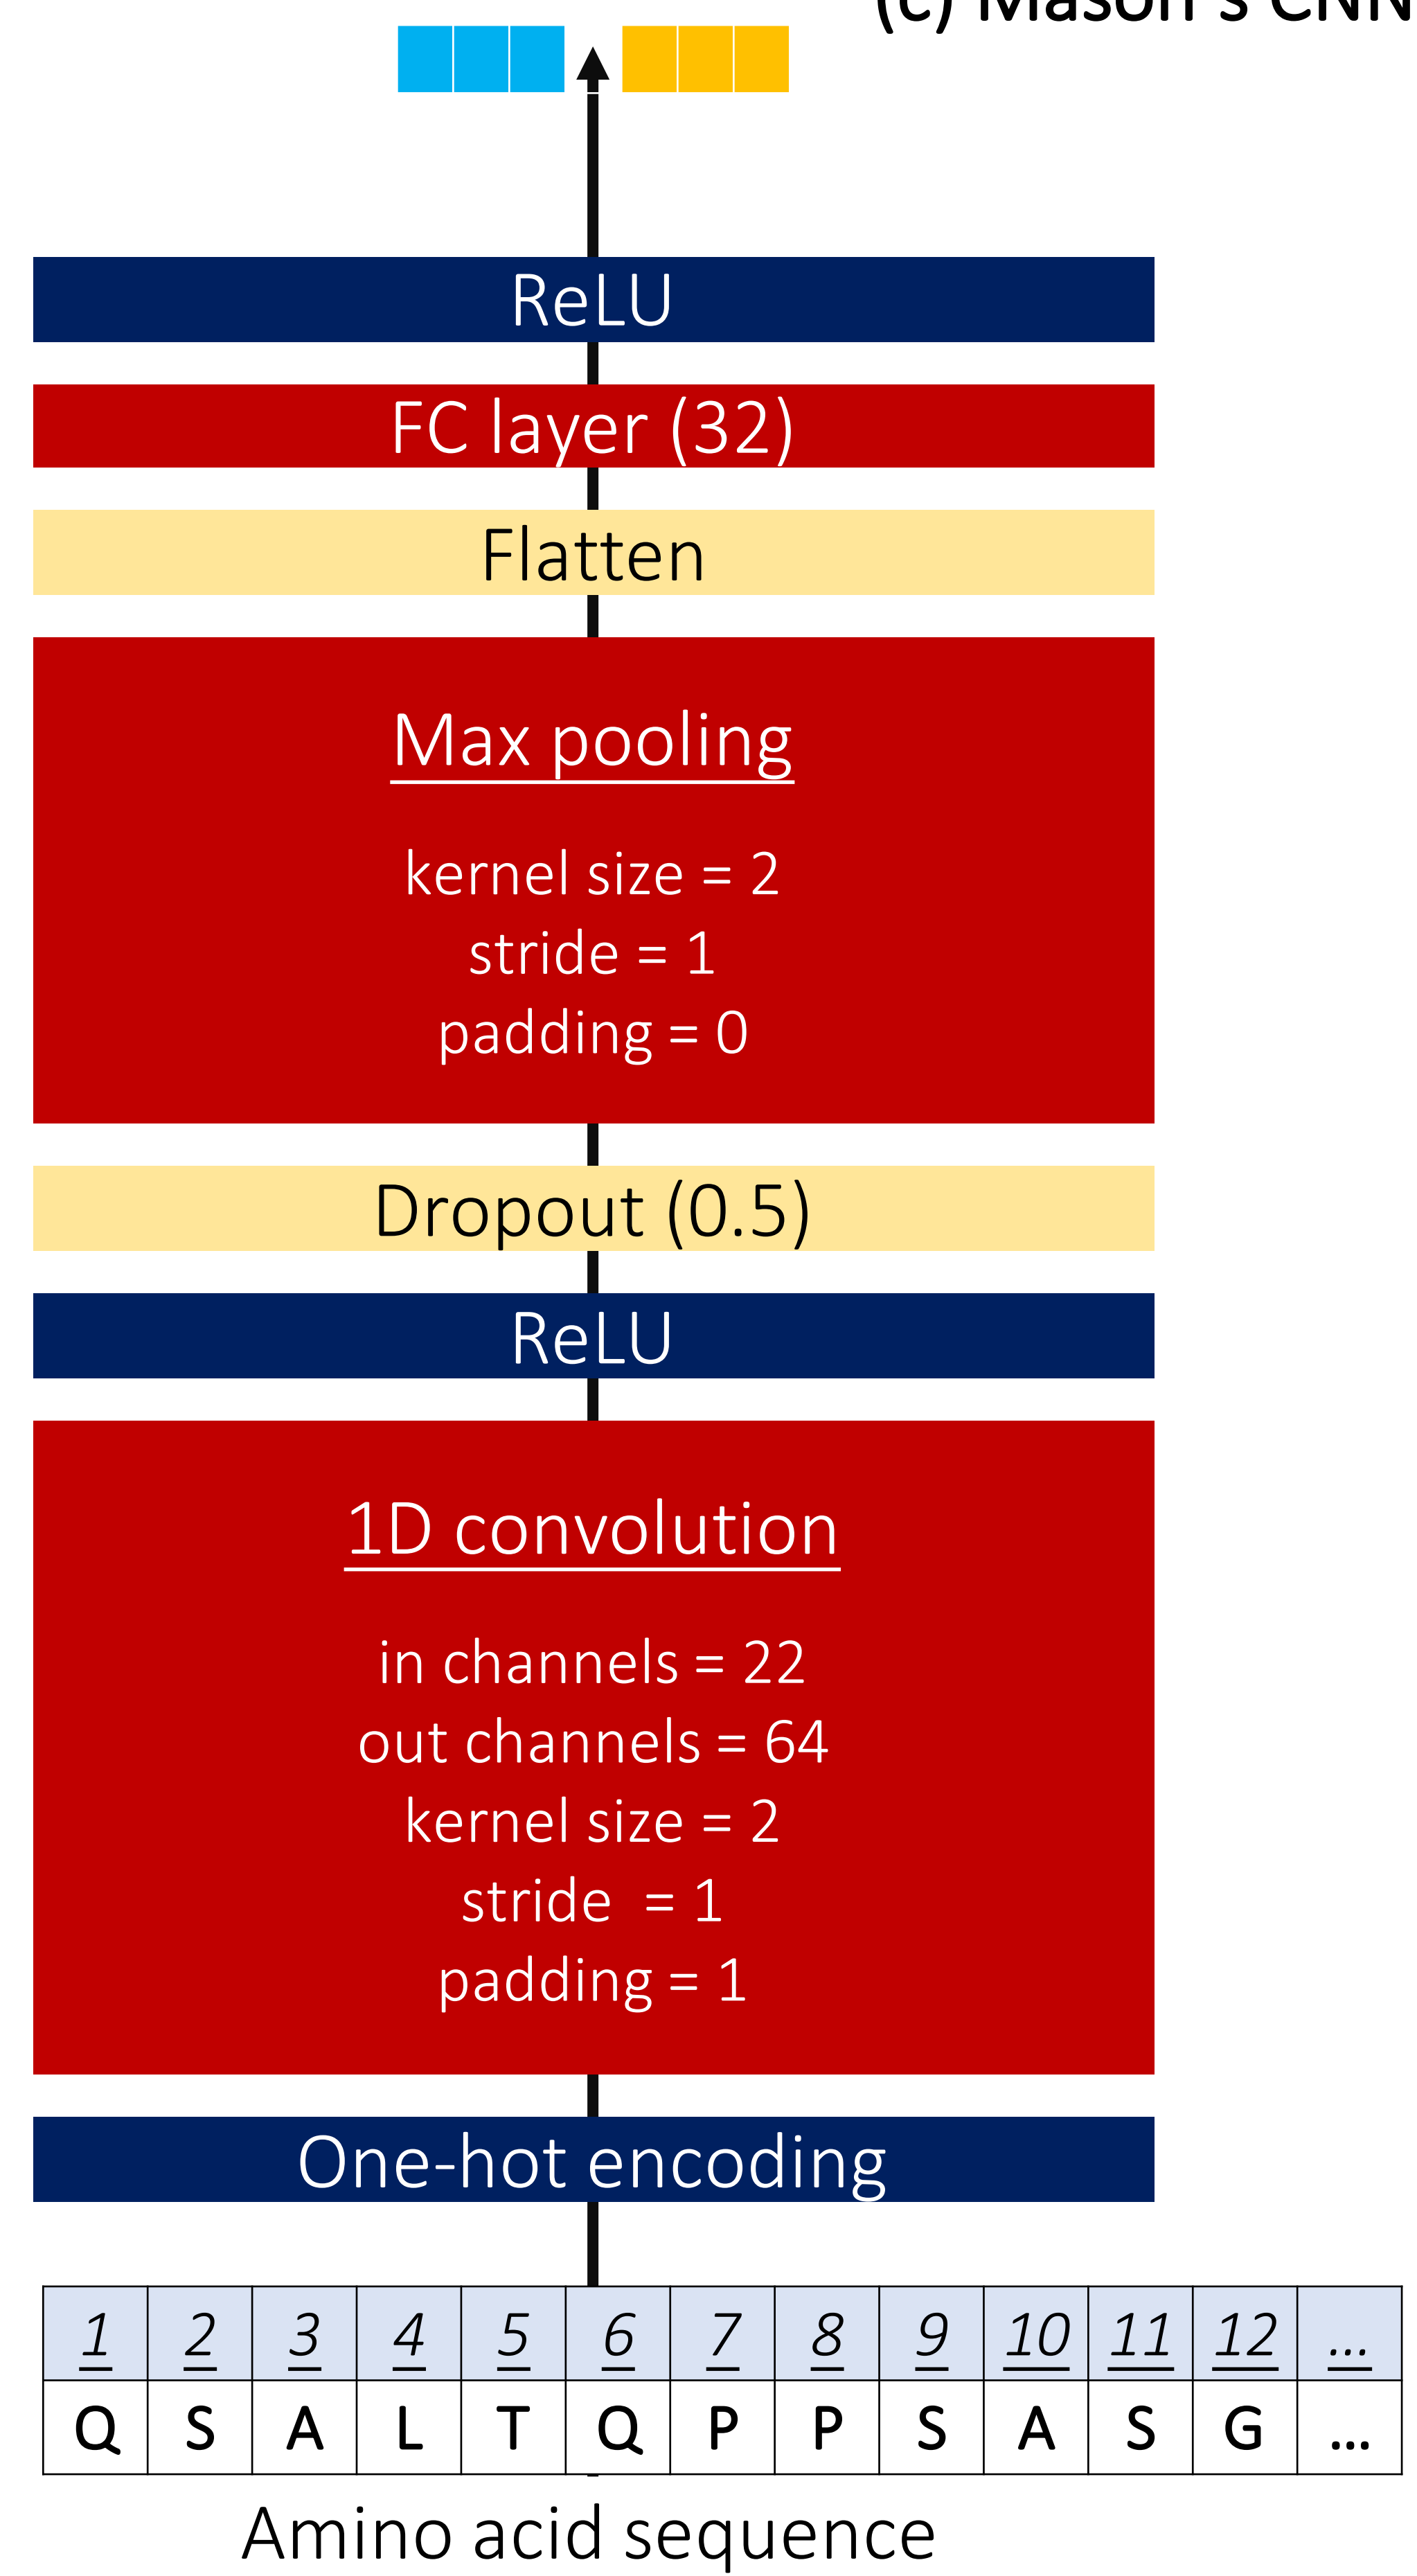 (c) Mason's CNN
ReLU
FC layer (32)
Flatten
Max pooling
kernel size = 2
stride = 1
padding = 0
Dropout (0.5)
ReLU
1D convolution
in channels = 22
out channels = 64
kernel size = 2
stride = 1
padding = 1
One-hot encoding
1 2 3 4 5 6 7 8 9 10 11 12 ...
Q S A L T Q P P S A S G ...
Amino acid sequence